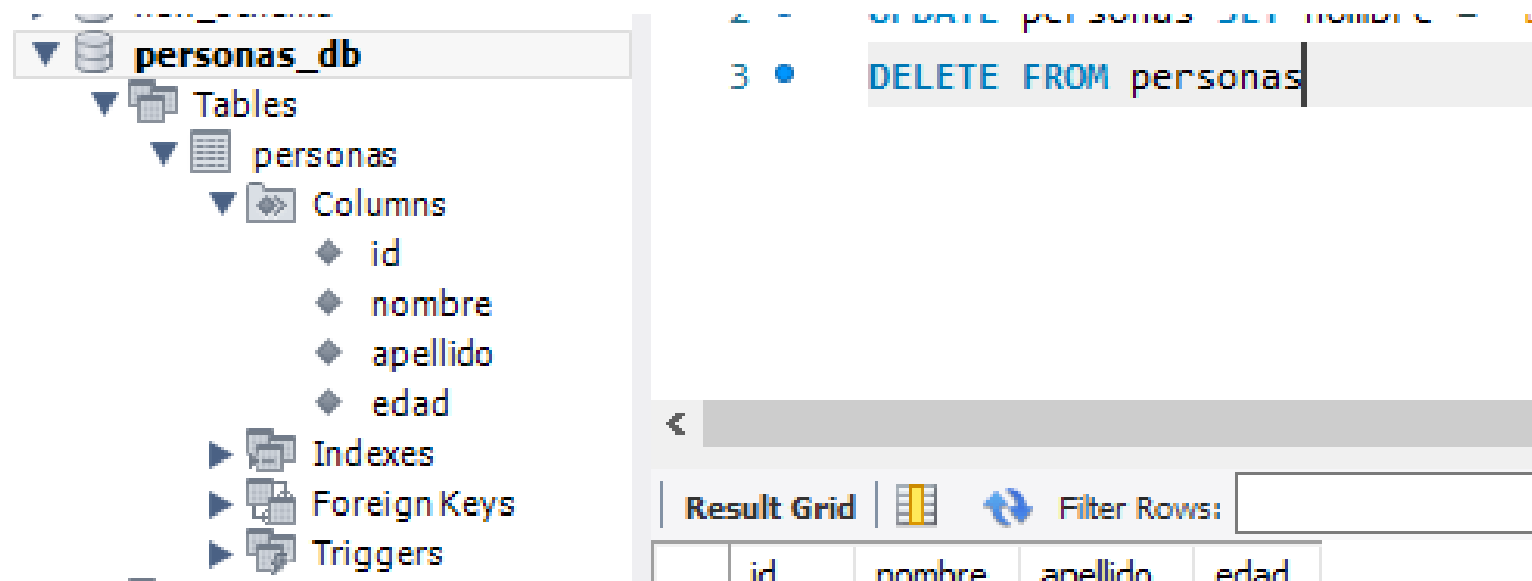 personas_db
Tables
personas
Columns
id
nombre
apellido
edad
Indexes
Foreign Keys
Triggers
2 UPDATE personas SET nombre =
3 DELETE FROM personas
Result Grid Filter Rows:
id nombre apellido edad